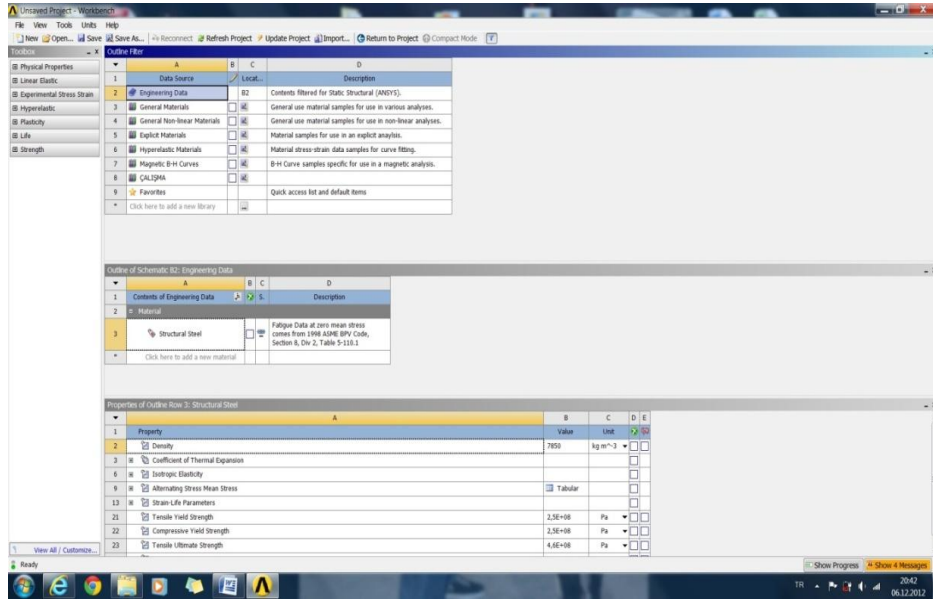 Unsaved Project - Workbench
File View Tools Units Help
New Open... Save Save As... Reconnect Refresh Project Update Project Import... Return to Project Compact Mode
Toolbox
Physical Properties
Linear Elastic
Experimental Stress Strain
Hyperelastic
Plasticity
Life
Strength
View All / Customize...
Outline Filter
A B C D
1 Data Source Locat... Description
2 Engineering Data B2 Contents filtered for Static Structural (ANSYS).
3 General Materials General use material samples for use in various analyses.
4 General Non-linear Materials General use material samples for use in non-linear analyses.
5 Explicit Materials Material samples for use in an explicit anaylsis.
6 Hyperelastic Materials Material stress-strain data samples for curve fitting.
7 Magnetic B-H Curves B-H Curve samples specific for use in a magnetic analysis.
8 ÇALIŞMA
9 Favorites Quick access list and default items
* Click here to add a new library ...
Outline of Schematic B2: Engineering Data
A B C D
1 Contents of Engineering Data S. Description
2 Material
3 Structural Steel Fatigue Data at zero mean stress
comes from 1998 ASME BPV Code,
Section 8, Div 2, Table 5-110.1
* Click here to add a new material
Properties of Outline Row 3: Structural Steel
A B C D E
1 Property Value Unit
2 Density 7850 kg m^-3
3 Coefficient of Thermal Expansion
6 Isotropic Elasticity
9 Alternating Stress Mean Stress Tabular
13 Strain-Life Parameters
21 Tensile Yield Strength 2,5E+08 Pa
22 Compressive Yield Strength 2,5E+08 Pa
23 Tensile Ultimate Strength 4,6E+08 Pa
Ready Show Progress Show 4 Messages
TR 20:42
06.12.2012